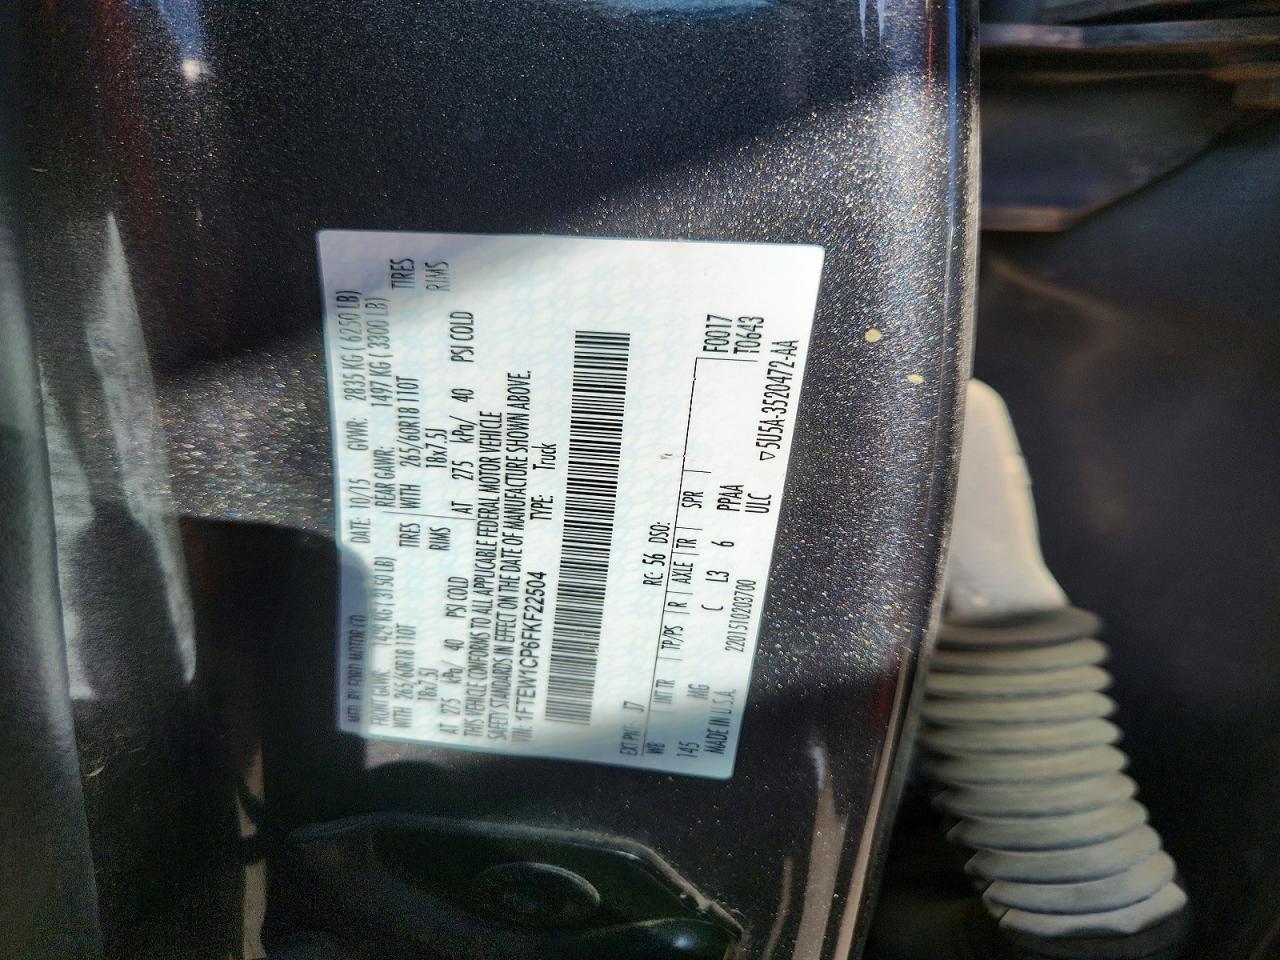 MFD. BY FORD MOTOR CO. DATE: 10/15 GVWR: 2835 KG ( 6250 LB)
FRONT GAWR: 1429 KG ( 3150 LB) REAR GAWR: 1497 KG ( 3300 LB)
WITH 265/60R18 110T TIRES WITH 265/60R18 110T TIRES
18x7.5J RIMS 18x7.5J RIMS
AT 275 kPa/ 40 PSI COLD AT 275 kPa/ 40 PSI COLD
THIS VEHICLE CONFORMS TO ALL APPLICABLE FEDERAL MOTOR VEHICLE
SAFETY STANDARDS IN EFFECT ON THE DATE OF MANUFACTURE SHOWN ABOVE.
VIN: 1FTEW1CP6FKF22504 TYPE: Truck
EXT PNT: J7 RC: 56 DSO:
WB INT TR TP/PS R AXLE TR SPR F0017
145 MG C L3 6 PPAA T0643
MADE IN U.S.A. 2201510203700 ULC
▽5U5A-3520472-AA